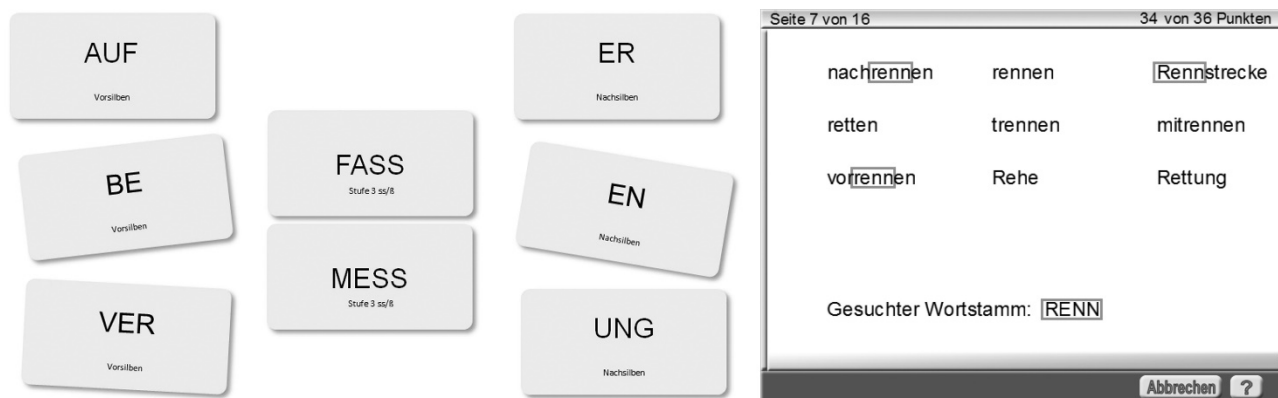 AUF
Vorsilben
BE
Vorsilben
VER
Vorsilben
FASS
Stufe 3 ss/ß
MESS
Stufe 3 ss/ß
ER
Nachsilben
EN
Nachsilben
UNG
Nachsilben
Seite 7 von 16 34 von 36 Punkten
nachrennen rennen Rennstrecke
retten trennen mitrennen
vorrennen Rehe Rettung
Gesuchter Wortstamm: RENN
Abbrechen ?